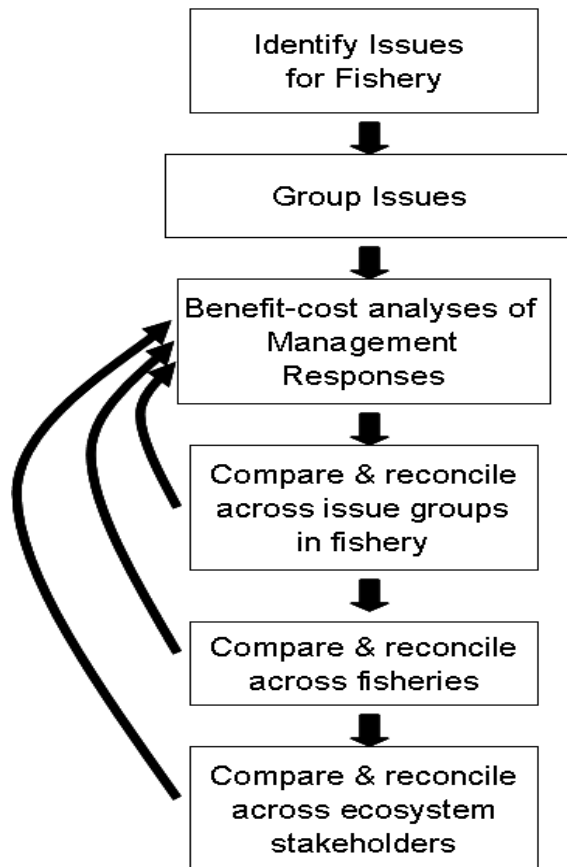 Identify Issues
for Fishery
Group Issues
Benefit-cost analyses of
Management
Responses
Compare & reconcile
across issue groups
in fishery
Compare & reconcile
across fisheries
Compare & reconcile
across ecosystem
stakeholders